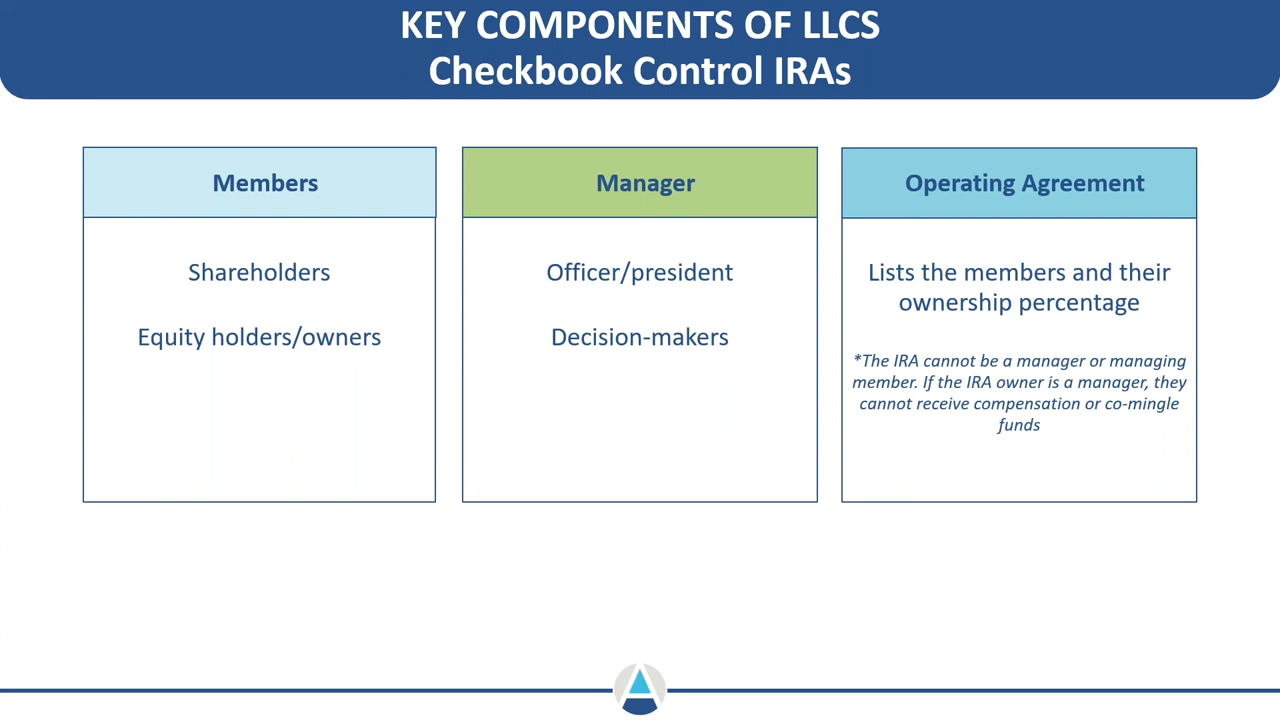 KEY COMPONENTS OF LLCS
Checkbook Control IRAs
Members
Shareholders
Equity holders/owners
Manager
Officer/president
Decision-makers
Operating Agreement
Lists the members and their
ownership percentage
*The IRA cannot be a manager or managing
member. If the IRA owner is a manager, they
cannot receive compensation or co-mingle
funds